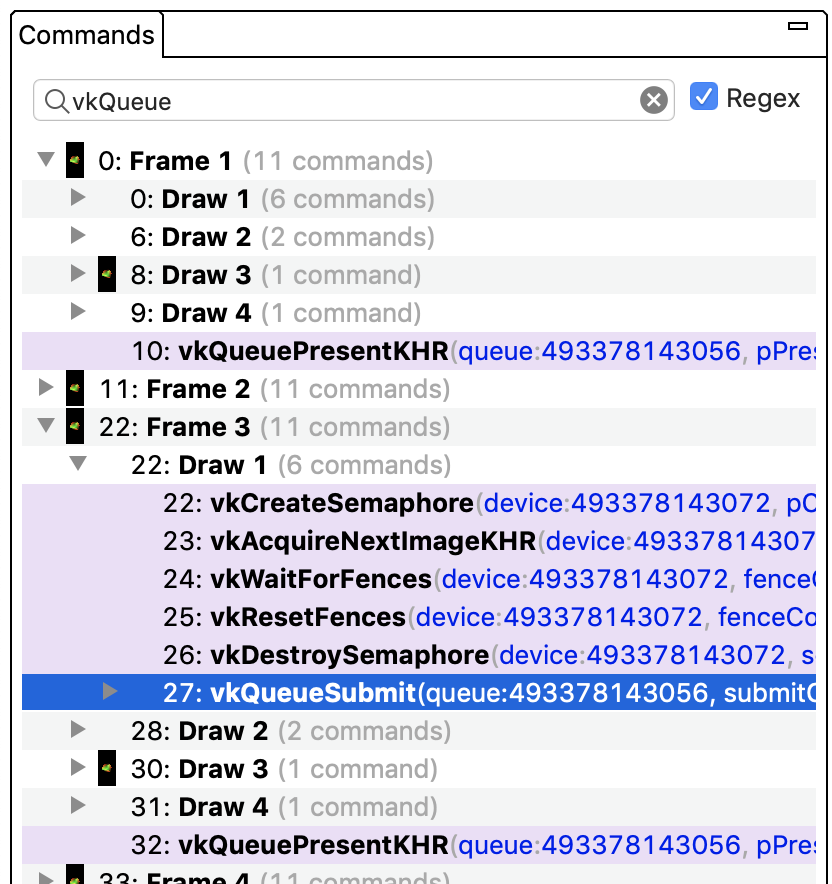 Commands
vkQueue Regex
0: Frame 1 (11 commands)
0: Draw 1 (6 commands)
6: Draw 2 (2 commands)
8: Draw 3 (1 command)
9: Draw 4 (1 command)
10: vkQueuePresentKHR(queue:493378143056, pPres
11: Frame 2 (11 commands)
22: Frame 3 (11 commands)
22: Draw 1 (6 commands)
22: vkCreateSemaphore(device:493378143072, pC
23: vkAcquireNextImageKHR(device:49337814307
24: vkWaitForFences(device:493378143072, fenceC
25: vkResetFences(device:493378143072, fenceCo
26: vkDestroySemaphore(device:493378143072, s
27: vkQueueSubmit(queue:493378143056, submitC
28: Draw 2 (2 commands)
30: Draw 3 (1 command)
31: Draw 4 (1 command)
32: vkQueuePresentKHR(queue:493378143056, pPres
33: Frame 4 (11 commands)